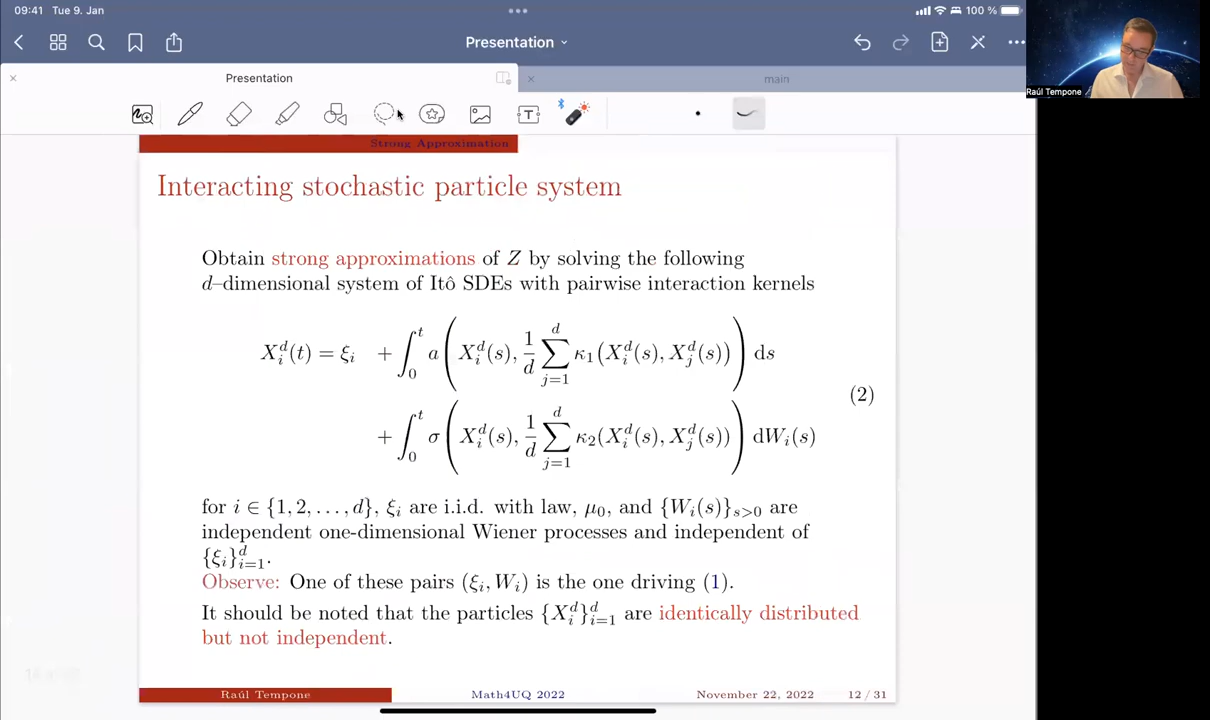 09:41 Tue 9. Jan
100 %
Presentation
Presentation
main
Raúl Tempone
T
Strong Approximation
Interacting stochastic particle system
Obtain strong approximations of Z by solving the following
d–dimensional system of Itô SDEs with pairwise interaction kernels
X_i^d(t) = ξ_i + ∫_0^t a( X_i^d(s), 1/d ∑_{j=1}^d κ_1(X_i^d(s), X_j^d(s)) ) ds
+ ∫_0^t σ( X_i^d(s), 1/d ∑_{j=1}^d κ_2(X_i^d(s), X_j^d(s)) ) dW_i(s)
(2)
for i ∈ {1, 2, . . . , d}, ξ_i are i.i.d. with law, μ_0, and {W_i(s)}_{s>0} are
independent one-dimensional Wiener processes and independent of
{ξ_i}_{i=1}^d.
Observe: One of these pairs (ξ_i, W_i) is the one driving (1).
It should be noted that the particles {X_i^d}_{i=1}^d are identically distributed
but not independent.
Raúl Tempone Math4UQ 2022 November 22, 2022 12 / 31